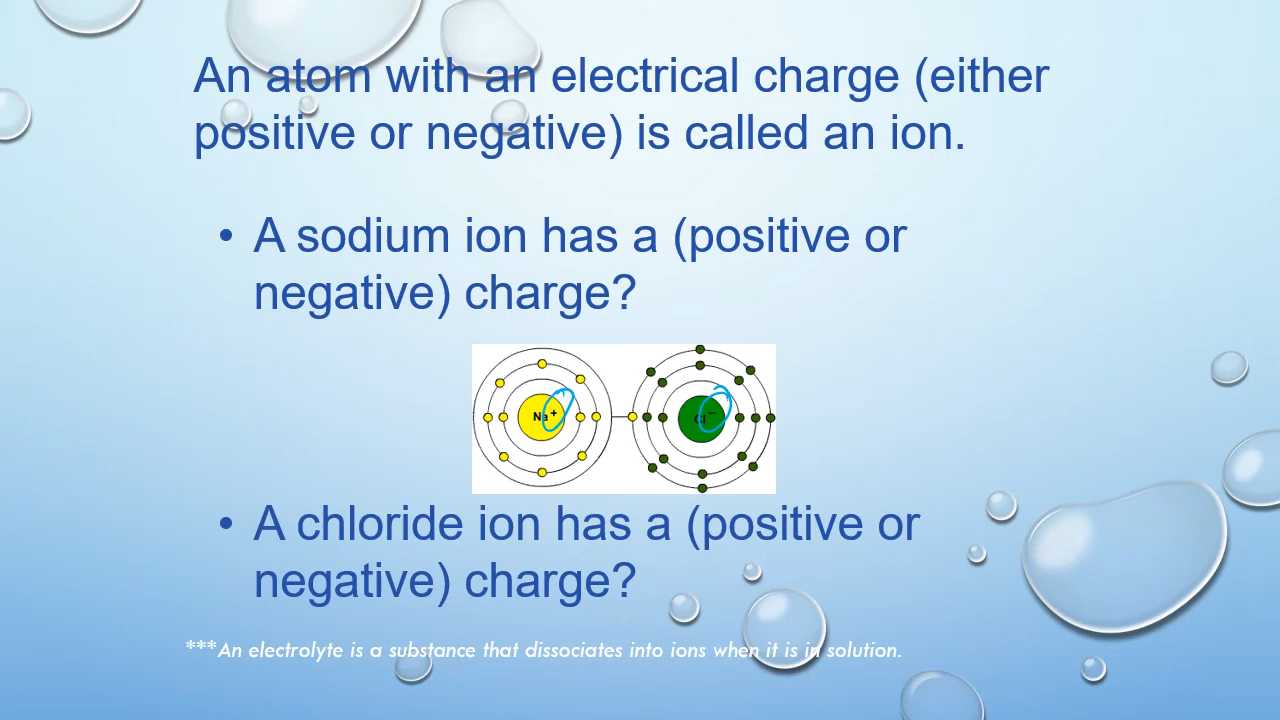 An atom with an electrical charge (either
positive or negative) is called an ion.
• A sodium ion has a (positive or
negative) charge?
Na+
Cl−
• A chloride ion has a (positive or
negative) charge?
***An electrolyte is a substance that dissociates into ions when it is in solution.